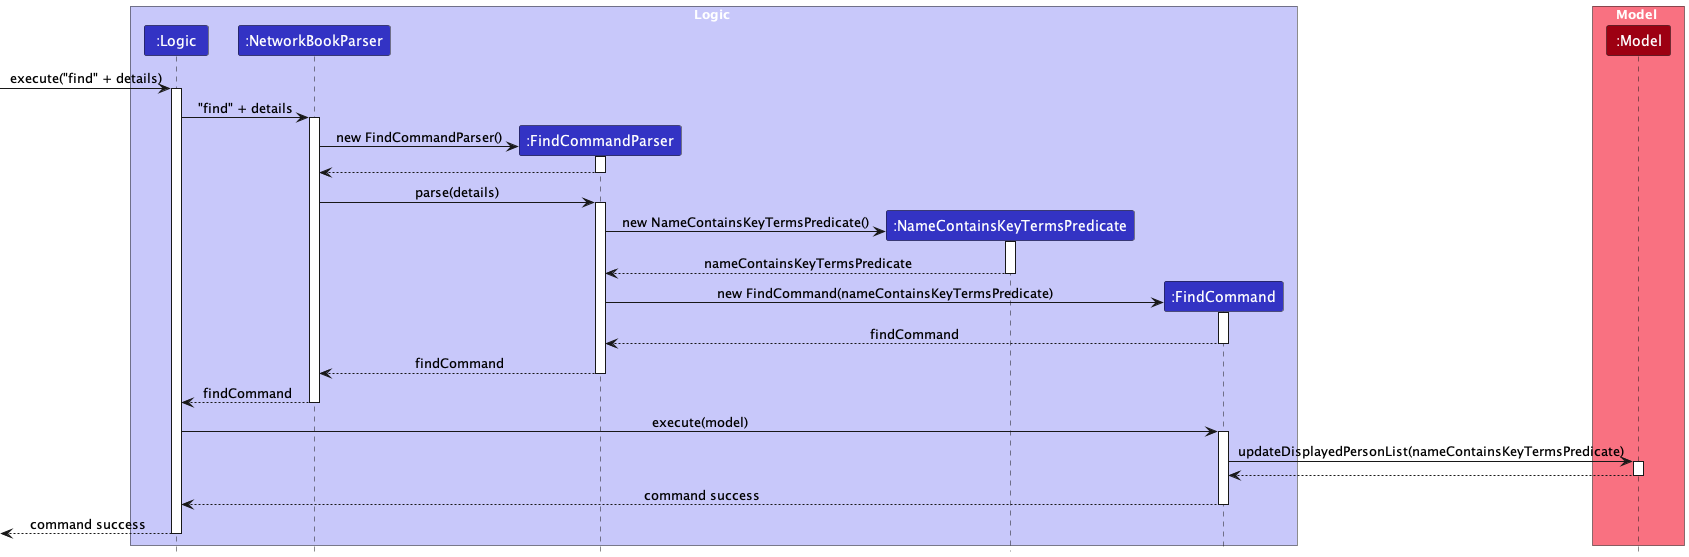 Logic
Model
:Logic
:NetworkBookParser
:Model
execute("find" + details)
"find" + details
new FindCommandParser()
:FindCommandParser
parse(details)
new NameContainsKeyTermsPredicate()
:NameContainsKeyTermsPredicate
nameContainsKeyTermsPredicate
new FindCommand(nameContainsKeyTermsPredicate)
:FindCommand
findCommand
findCommand
findCommand
execute(model)
updateDisplayedPersonList(nameContainsKeyTermsPredicate)
command success
command success